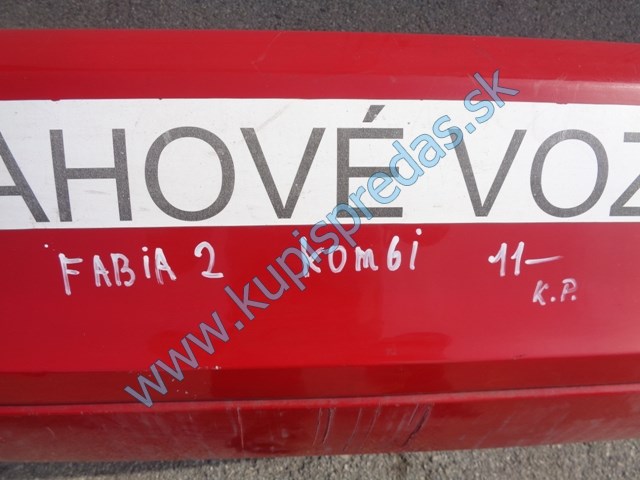 AHOVÉ VOZ
FABIA 2 KOMBI 11-
K.P.
www.kupispredas.sk